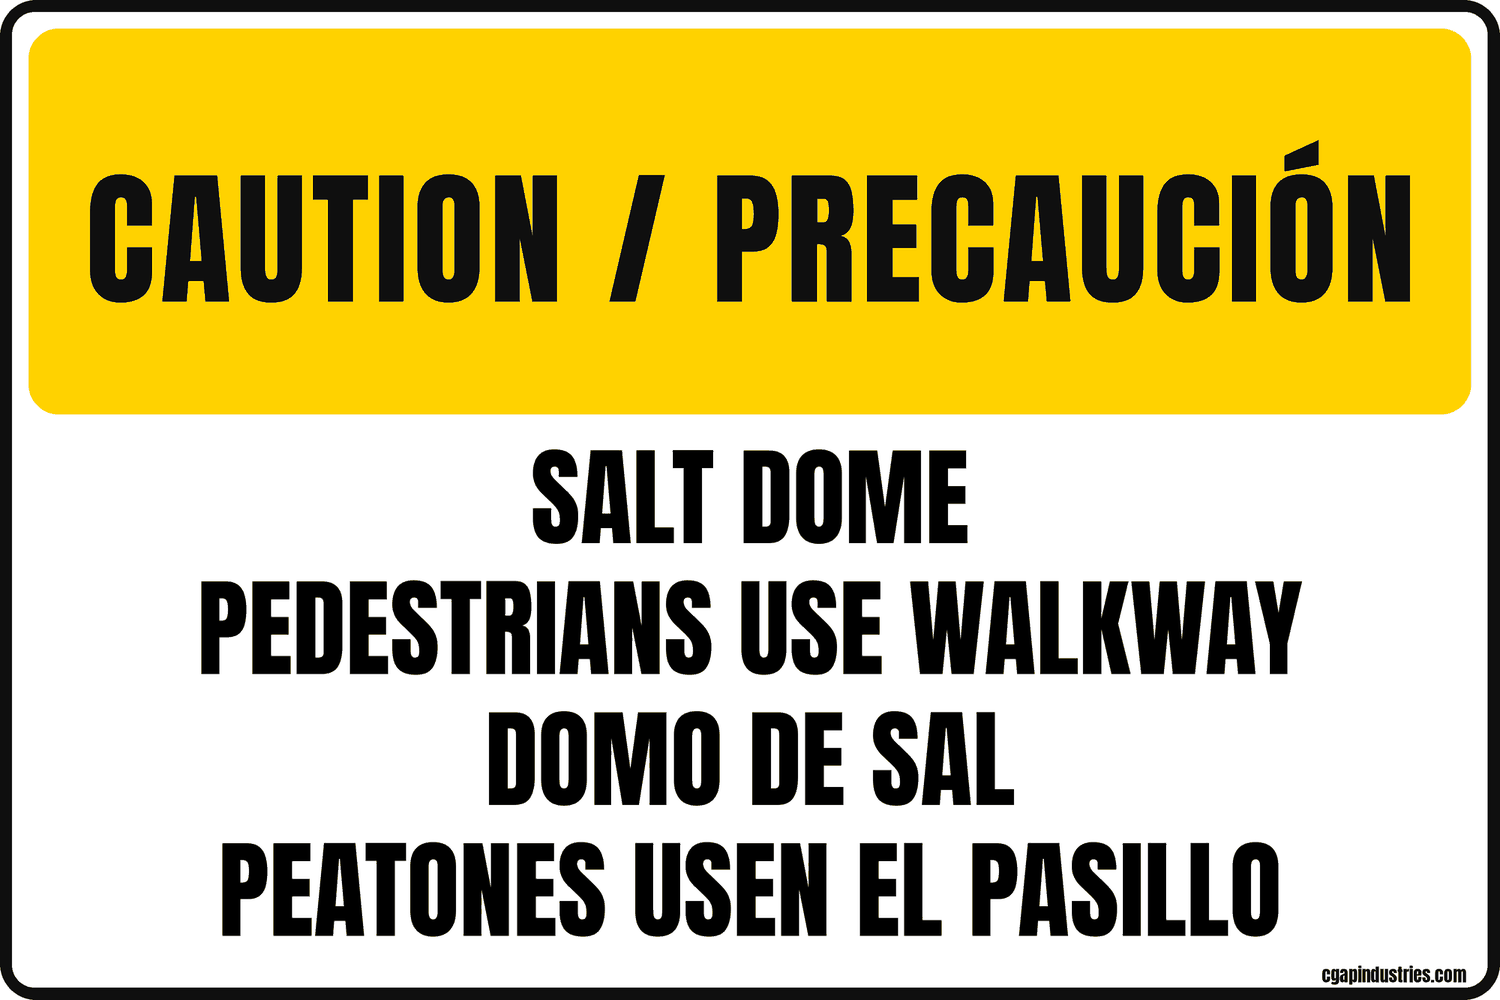 CAUTION / PRECAUCIÓN
SALT DOME
PEDESTRIANS USE WALKWAY
DOMO DE SAL
PEATONES USEN EL PASILLO
cgapindustries.com